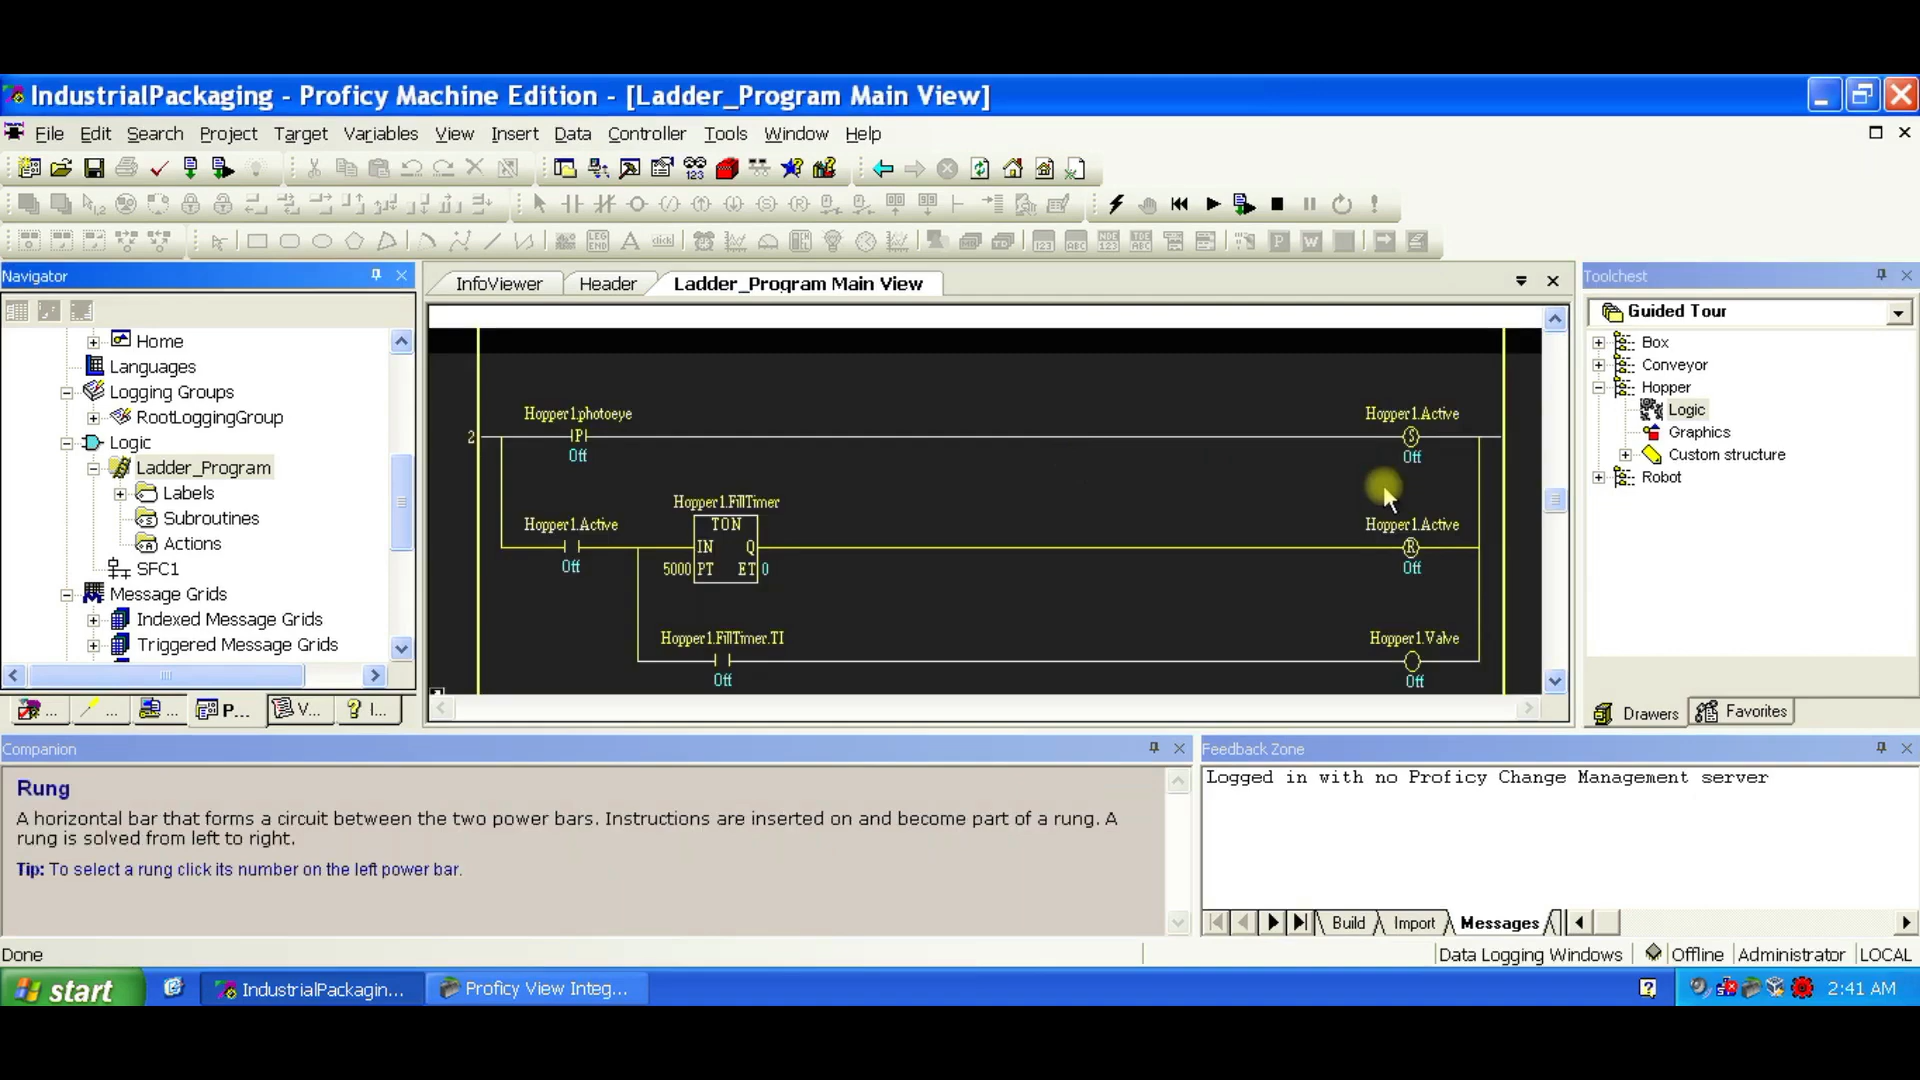 IndustrialPackaging - Proficy Machine Edition - [Ladder_Program Main View]
File Edit Search Project Target Variables View Insert Data Controller Tools Window Help
Navigator
Home
Languages
Logging Groups
RootLoggingGroup
Logic
Ladder_Program
Labels
Subroutines
Actions
SFC1
Message Grids
Indexed Message Grids
Triggered Message Grids
... ... ... P... V... I...
InfoViewer Header Ladder_Program Main View
Hopper1.photoeye Hopper1.Active
2 P S
Off Off
Hopper1.FillTimer
Hopper1.Active TON Hopper1.Active
IN Q R
Off 5000 PT ET 0 Off
Hopper1.FillTimer.TI Hopper1.Valve
Off Off
Toolchest
Guided Tour
Box
Conveyor
Hopper
Logic
Graphics
Custom structure
Robot
Drawers Favorites
Companion
Rung
A horizontal bar that forms a circuit between the two power bars. Instructions are inserted on and become part of a rung. A
rung is solved from left to right.
Tip: To select a rung click its number on the left power bar.
Feedback Zone
Logged in with no Proficy Change Management server
Build Import Messages
Done Data Logging Windows Offline Administrator LOCAL
start IndustrialPackagin... Proficy View Integ... 2:41 AM